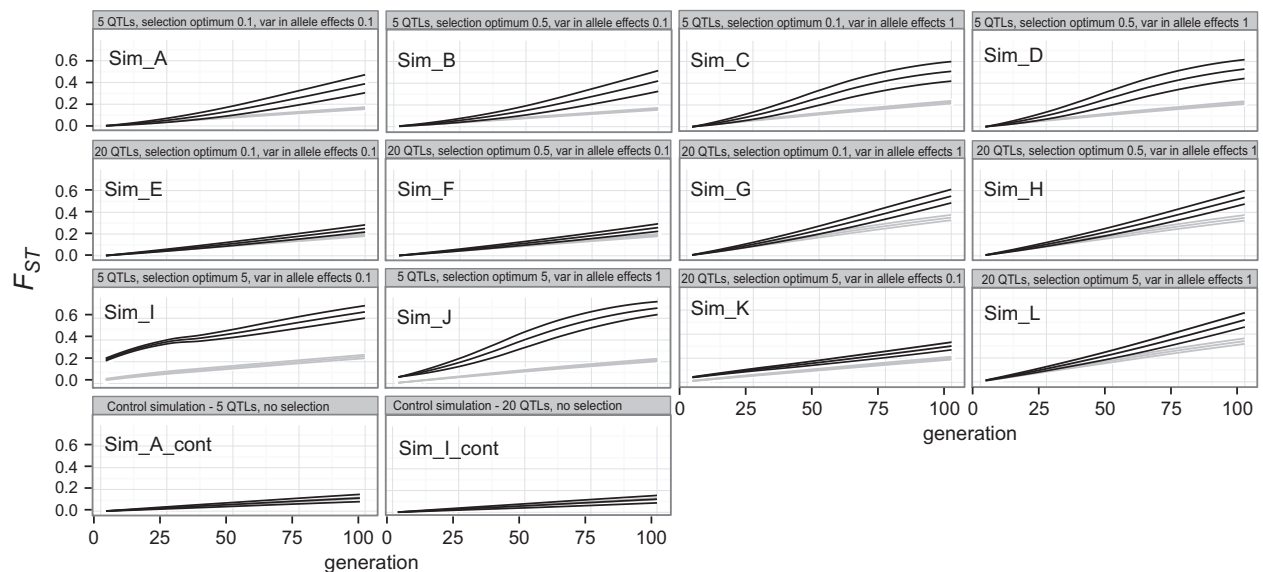 5 QTLs, selection optimum 0.1, var in allele effects 0.1
5 QTLs, selection optimum 0.5, var in allele effects 0.1
5 QTLs, selection optimum 0.1, var in allele effects 1
5 QTLs, selection optimum 0.5, var in allele effects 1
Sim_A
Sim_B
Sim_C
Sim_D
0.6
0.4
0.2
0.0
20 QTLs, selection optimum 0.1, var in allele effects 0.1
20 QTLs, selection optimum 0.5, var in allele effects 0.1
20 QTLs, selection optimum 0.1, var in allele effects 1
20 QTLs, selection optimum 0.5, var in allele effects 1
Sim_E
Sim_F
Sim_G
Sim_H
0.6
0.4
0.2
0.0
FST
5 QTLs, selection optimum 5, var in allele effects 0.1
5 QTLs, selection optimum 5, var in allele effects 1
20 QTLs, selection optimum 5, var in allele effects 0.1
20 QTLs, selection optimum 5, var in allele effects 1
Sim_I
Sim_J
Sim_K
Sim_L
0.6
0.4
0.2
0.0
0 25 50 75 100
0 25 50 75 100
generation
Control simulation - 5 QTLs, no selection
Control simulation - 20 QTLs, no selection
Sim_A_cont
Sim_I_cont
0.6
0.4
0.2
0.0
0 25 50 75 100
0 25 50 75 100
generation